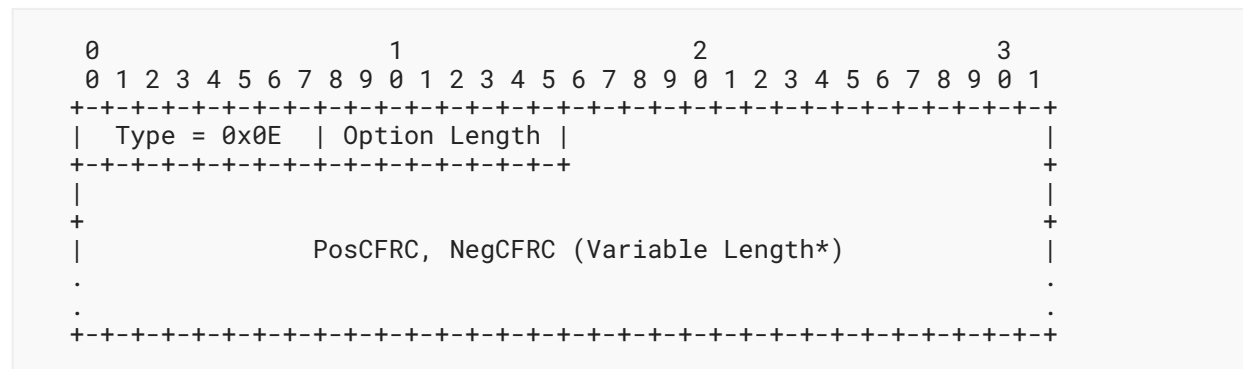 0                   1                   2                   3
 0 1 2 3 4 5 6 7 8 9 0 1 2 3 4 5 6 7 8 9 0 1 2 3 4 5 6 7 8 9 0 1
+-+-+-+-+-+-+-+-+-+-+-+-+-+-+-+-+-+-+-+-+-+-+-+-+-+-+-+-+-+-+-+-+
|  Type = 0x0E  | Option Length |                               |
+-+-+-+-+-+-+-+-+-+-+-+-+-+-+-+-+                               +
|                                                               |
+                                                               +
|               PosCFRC, NegCFRC (Variable Length*)             |
.                                                               .
.                                                               .
+-+-+-+-+-+-+-+-+-+-+-+-+-+-+-+-+-+-+-+-+-+-+-+-+-+-+-+-+-+-+-+-+